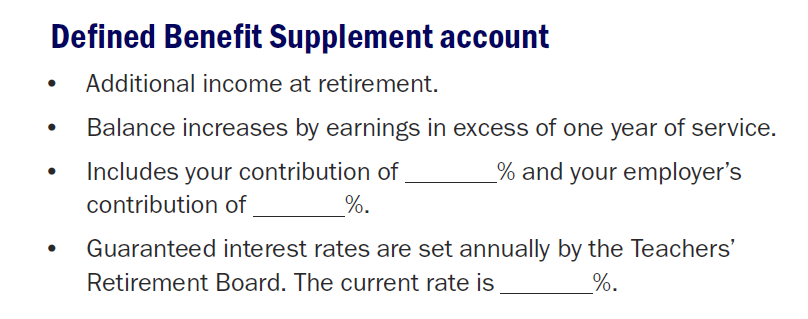 Defined Benefit Supplement account
• Additional income at retirement.
• Balance increases by earnings in excess of one year of service.
• Includes your contribution of _______% and your employer’s
contribution of _______%.
• Guaranteed interest rates are set annually by the Teachers’
Retirement Board. The current rate is _______%.